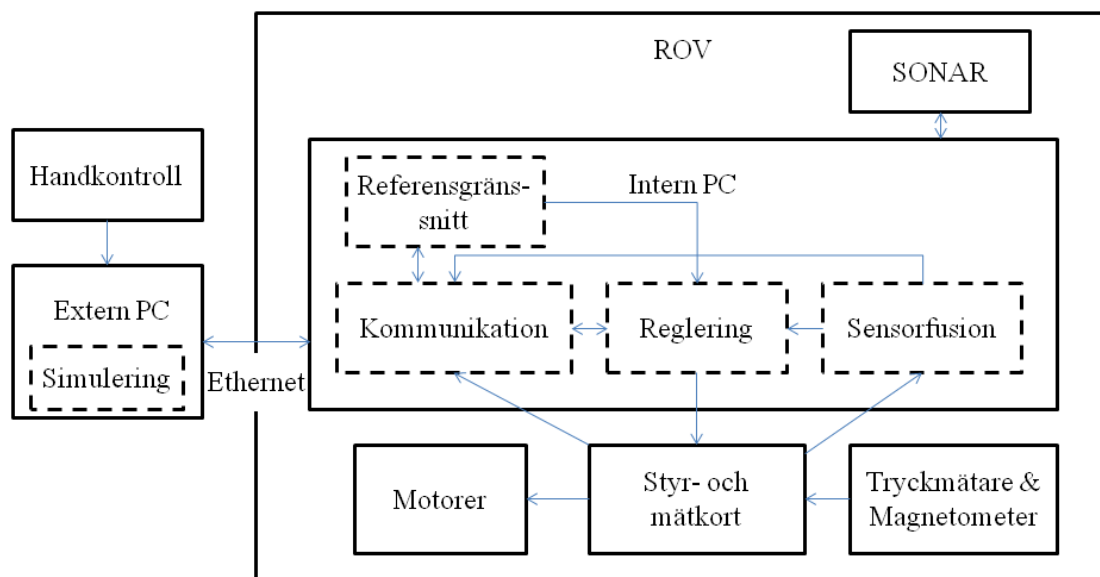 ROV
SONAR
Handkontroll
Referensgräns-
snitt
Intern PC
Extern PC
Simulering
Ethernet
Kommunikation
Reglering
Sensorfusion
Motorer
Styr- och
mätkort
Tryckmätare &
Magnetometer